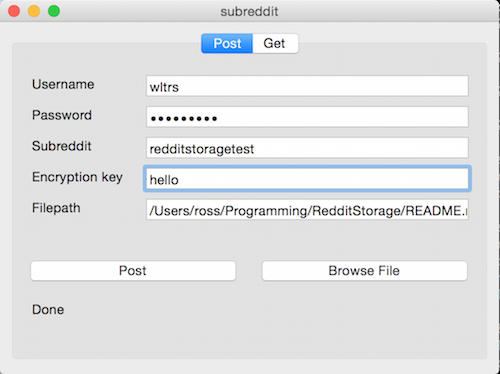 subreddit
Post Get
Username wltrs
Password •••••••••
Subreddit redditstoragetest
Encryption key hello
Filepath /Users/ross/Programming/RedditStorage/README.
Post Browse File
Done